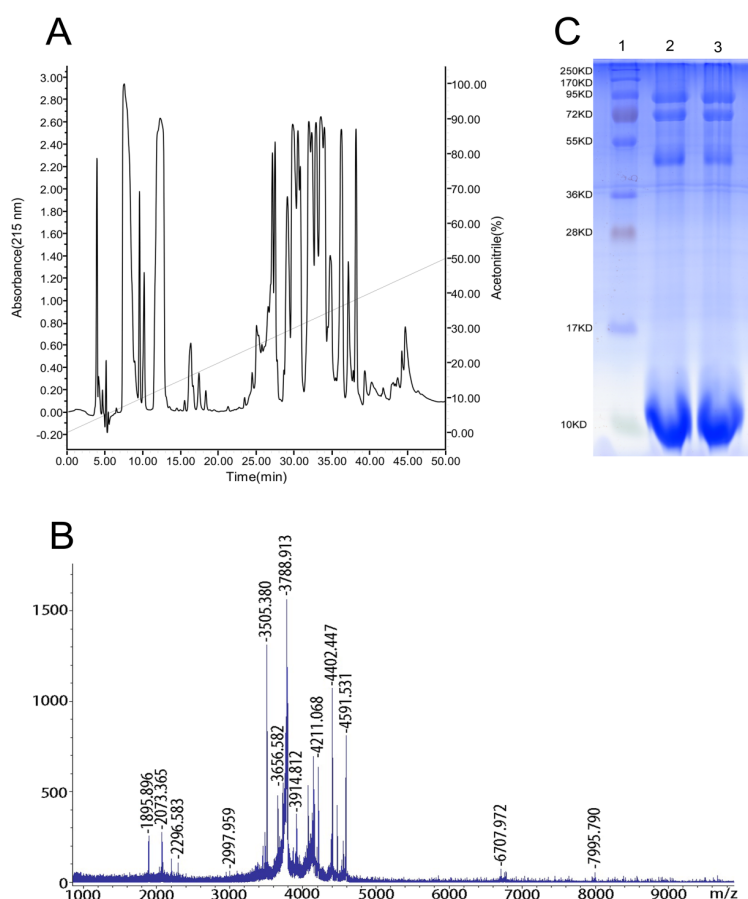 A
3.00
2.80
2.60
2.40
2.20
2.00
1.80
1.60
1.40
1.20
1.00
0.80
0.60
0.40
0.20
0.00
-0.20
Absorbance(215 nm)
100.00
90.00
80.00
70.00
60.00
50.00
40.00
30.00
20.00
10.00
0.00
Acetonitrile(%)
0.00 5.00 10.00 15.00 20.00 25.00 30.00 35.00 40.00 45.00 50.00
Time(min)
C
1 2 3
250KD
170KD
95KD
72KD
55KD
36KD
28KD
17KD
10KD
B
1500
1000
500
0
1895.896
2073.365
2296.583
2997.959
3505.380
3656.582
3788.913
3914.812
4211.068
4402.447
4591.531
6707.972
7995.790
1000 2000 3000 4000 5000 6000 7000 8000 9000 m/z